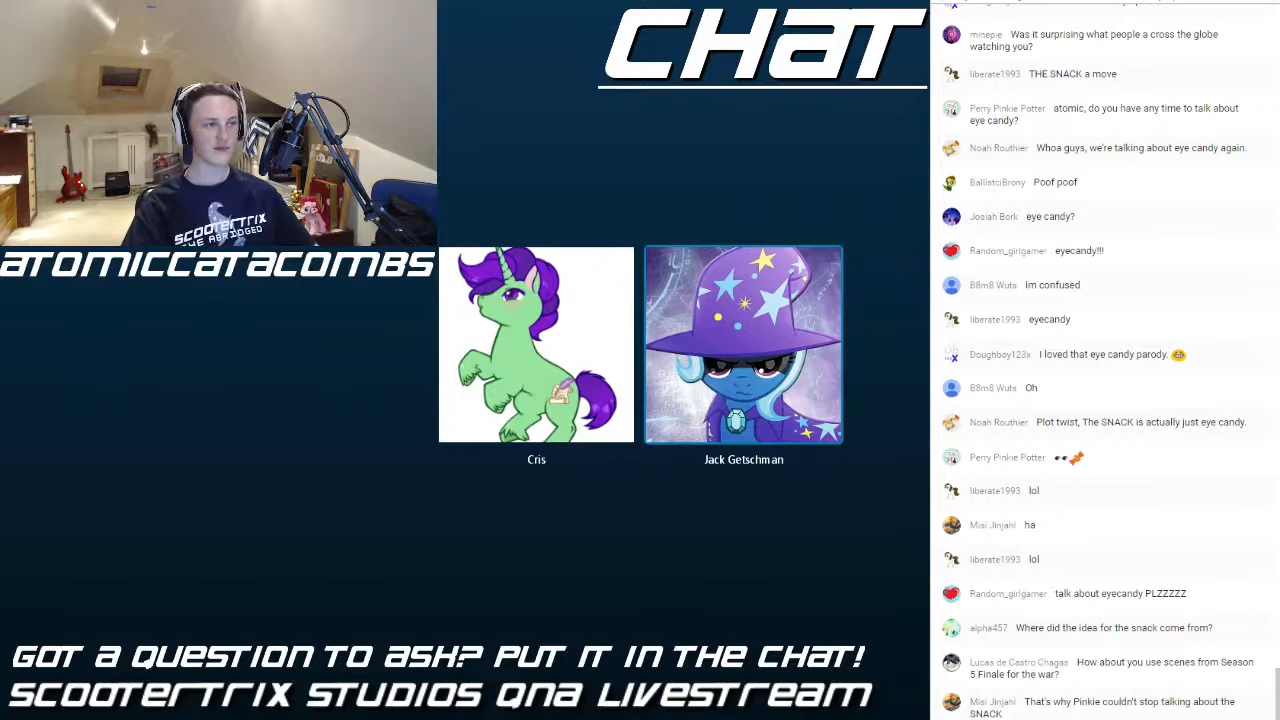 CHAT
SCOOTERTRIX
THE ABRIDGED
ATOMICCATACOMBS
Cris
Jack Getschman
GOT A QUESTION TO ASK? PUT IT IN THE CHAT!
SCOOTERTRIX STUDIOS QNA LIVESTREAM
minepie Was it surprising what people a cross the globe
watching you?
liberate1993 THE SNACK a move
Perry Pinkie Potter atomic, do you have any time to talk about
eye candy?
Noah Routhier Whoa guys, we're talking about eye candy again.
BallistciBrony Poof poof
Josiah Bork eye candy?
Random_girlgamer eyecandy!!!
B8m8 Wuts Im confused
liberate1993 eyecandy
Doughboy123x I loved that eye candy parody.
B8m8 Wuts Oh
Noah Routhier Plot twist, The SNACK is actually just eye candy.
Perry Pinkie Potter
liberate1993 lol
Misi Jinjahl ha
liberate1993 lol
Random_girlgamer talk about eyecandy PLZZZZZ
alpha457 Where did the idea for the snack come from?
Lucas de Castro Chagas How about you use scenes from Season
5 Finale for the war?
Misi Jinjahl That's why Pinkie couldn't stop talking about the
SNACK